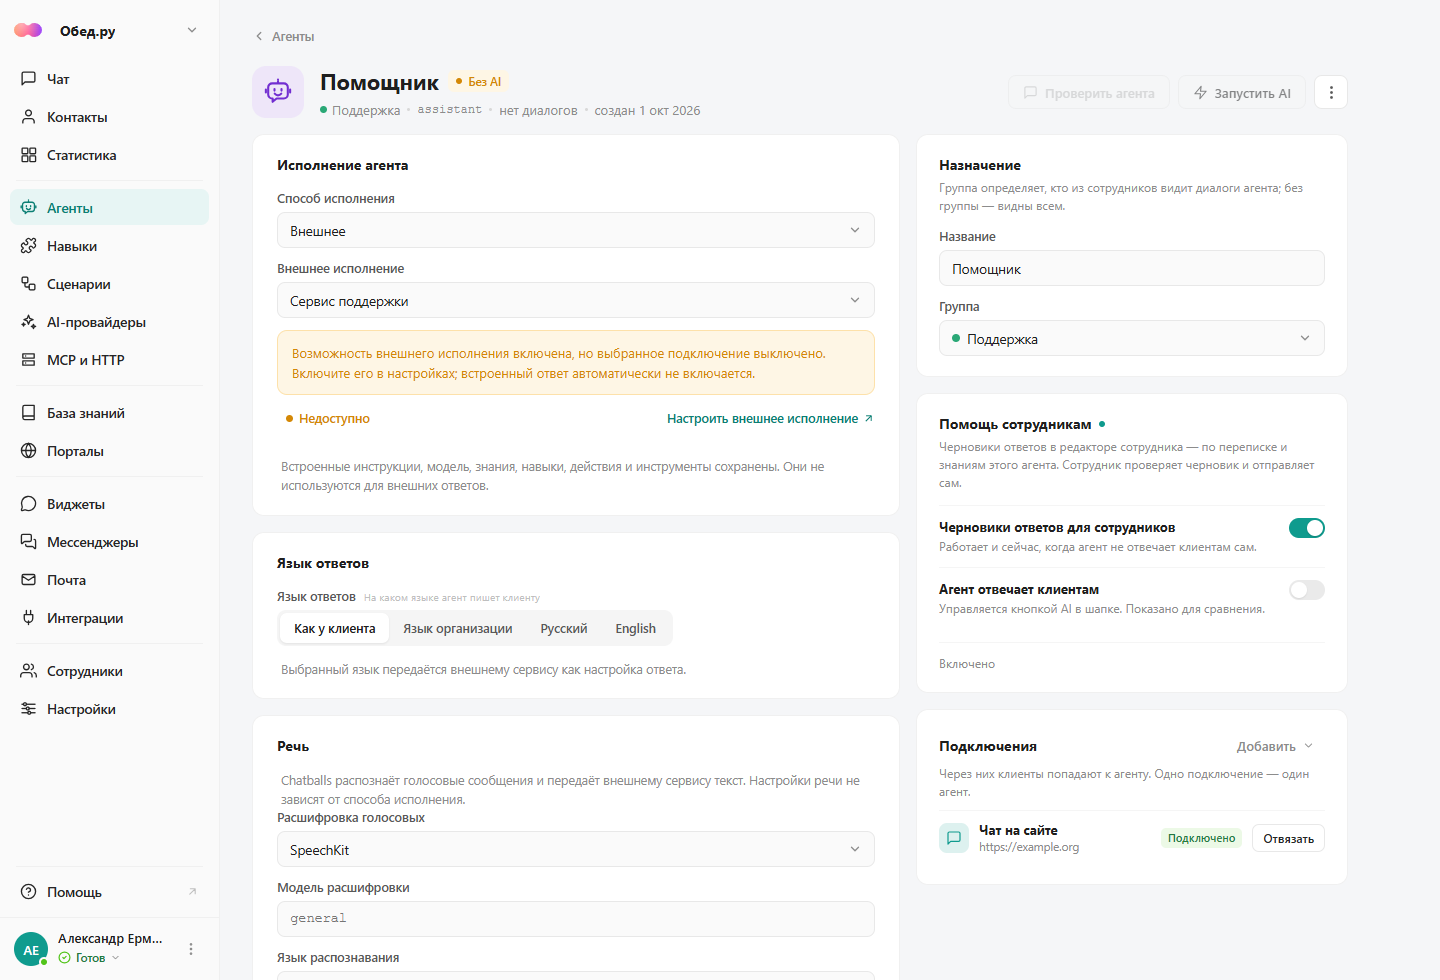 Обед.ру
Чат
Контакты
Статистика
Агенты
Навыки
Сценарии
AI-провайдеры
MCP и HTTP
База знаний
Порталы
Виджеты
Мессенджеры
Почта
Интеграции
Сотрудники
Настройки
Помощь
АЕ
Александр Ерм...
Готов
Агенты
Помощник
Без AI
Поддержка · assistant · нет диалогов · создан 1 окт 2026
Проверить агента
Запустить AI
Исполнение агента
Способ исполнения
Внешнее
Внешнее исполнение
Сервис поддержки
Возможность внешнего исполнения включена, но выбранное подключение выключено.
Включите его в настройках; встроенный ответ автоматически не включается.
Недоступно
Настроить внешнее исполнение
Встроенные инструкции, модель, знания, навыки, действия и инструменты сохранены. Они не
используются для внешних ответов.
Язык ответов
Язык ответов На каком языке агент пишет клиенту
Как у клиента
Язык организации
Русский
English
Выбранный язык передаётся внешнему сервису как настройка ответа.
Речь
Chatballs распознаёт голосовые сообщения и передаёт внешнему сервису текст. Настройки речи не
зависят от способа исполнения.
Расшифровка голосовых
SpeechKit
Модель расшифровки
general
Язык распознавания
Назначение
Группа определяет, кто из сотрудников видит диалоги агента; без
группы — видны всем.
Название
Помощник
Группа
Поддержка
Помощь сотрудникам
Черновики ответов в редакторе сотрудника — по переписке и
знаниям этого агента. Сотрудник проверяет черновик и отправляет
сам.
Черновики ответов для сотрудников
Работает и сейчас, когда агент не отвечает клиентам сам.
Агент отвечает клиентам
Управляется кнопкой AI в шапке. Показано для сравнения.
Включено
Подключения
Добавить
Через них клиенты попадают к агенту. Одно подключение — один
агент.
Чат на сайте
https://example.org
Подключено
Отвязать